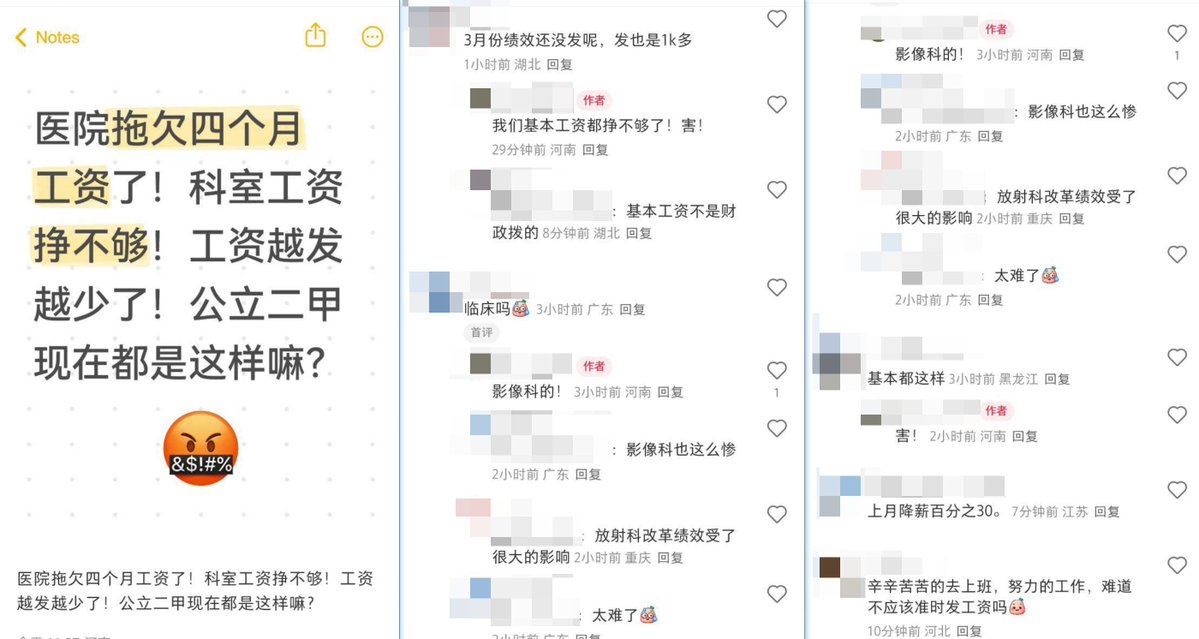 Notes
医院拖欠四个月
工资了！科室工资
挣不够！工资越发
越少了！公立二甲
现在都是这样嘛?
&$!#%
医院拖欠四个月工资了！科室工资挣不够！工资
越发越少了！公立二甲现在都是这样嘛?
3月份绩效还没发呢，发也是1k多
1小时前 湖北 回复
作者
我们基本工资都挣不够了！害！
29分钟前 河南 回复
：基本工资不是财
政拨的 8分钟前 湖北 回复
临床吗 3小时前 广东 回复
首评
作者
影像科的！ 3小时前 河南 回复
1
：影像科也这么惨
2小时前 广东 回复
：放射科改革绩效受了
很大的影响 2小时前 重庆 回复
：太难了
2小时前 广东 回复
作者
影像科的！ 3小时前 河南 回复
1
：影像科也这么惨
2小时前 广东 回复
：放射科改革绩效受了
很大的影响 2小时前 重庆 回复
：太难了
2小时前 广东 回复
基本都这样 3小时前 黑龙江 回复
作者
害！ 2小时前 河南 回复
上月降薪百分之30。 7分钟前 江苏 回复
辛辛苦苦的去上班，努力的工作，难道
不应该准时发工资吗
10分钟前 河北 回复